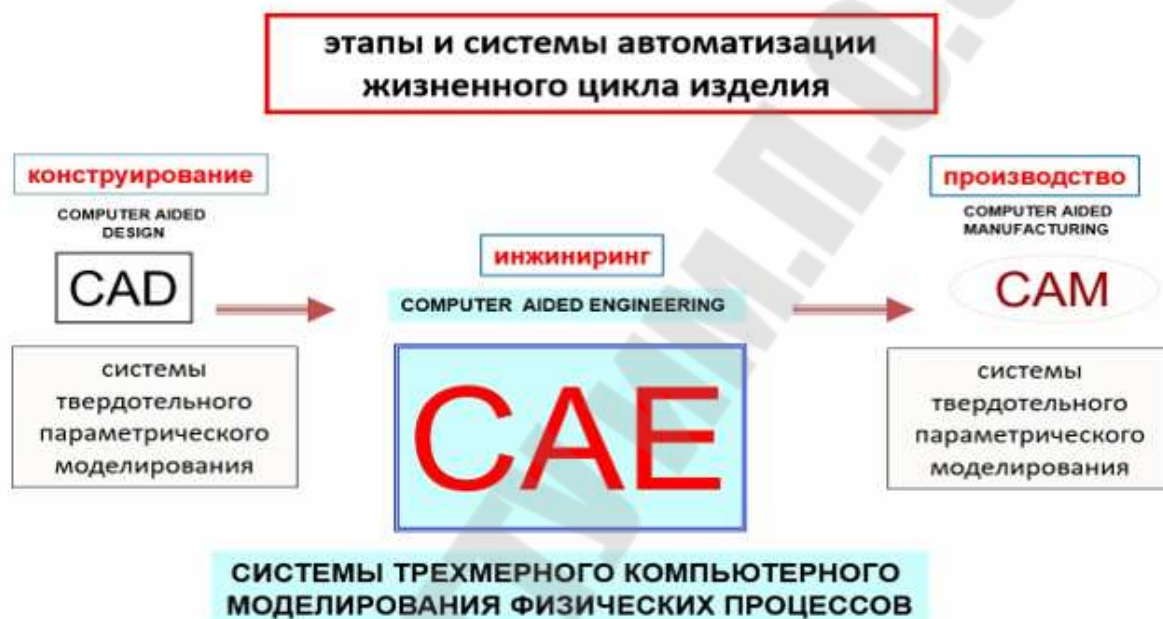 этапы и системы автоматизации
жизненного цикла изделия
конструирование
COMPUTER AIDED
DESIGN
CAD
системы
твердотельного
параметрического
моделирования
инжиниринг
COMPUTER AIDED ENGINEERING
CAE
производство
COMPUTER AIDED
MANUFACTURING
CAM
системы
твердотельного
параметрического
моделирования
СИСТЕМЫ ТРЕХМЕРНОГО КОМПЬЮТЕРНОГО
МОДЕЛИРОВАНИЯ ФИЗИЧЕСКИХ ПРОЦЕССОВ